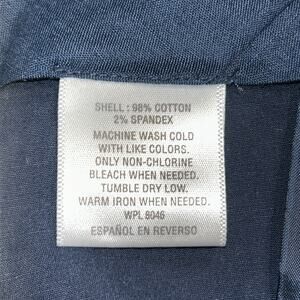 SHELL : 98% COTTON
2% SPANDEX
MACHINE WASH COLD
WITH LIKE COLORS.
ONLY NON-CHLORINE
BLEACH WHEN NEEDED.
TUMBLE DRY LOW.
WARM IRON WHEN NEEDED.
WPL 8046
ESPAÑOL EN REVERSO